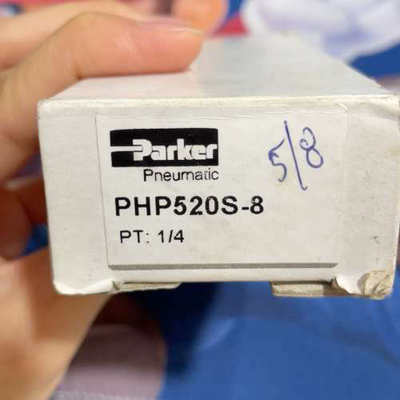 Parker
5/8
Pneumatic
PHP520S-8
PT: 1/4